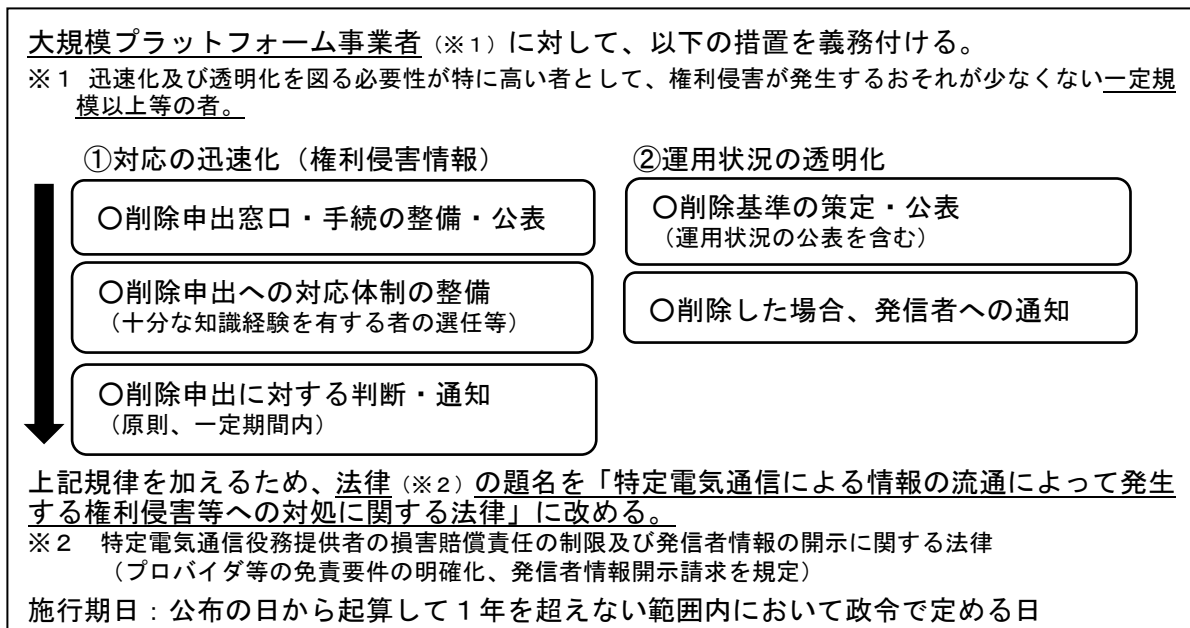 大規模プラットフォーム事業者（※１）に対して、以下の措置を義務付ける。
※１ 迅速化及び透明化を図る必要性が特に高い者として、権利侵害が発生するおそれが少なくない一定規
模以上等の者。
①対応の迅速化（権利侵害情報）
○削除申出窓口・手続の整備・公表
○削除申出への対応体制の整備
（十分な知識経験を有する者の選任等）
○削除申出に対する判断・通知
（原則、一定期間内）
②運用状況の透明化
○削除基準の策定・公表
（運用状況の公表を含む）
○削除した場合、発信者への通知
上記規律を加えるため、法律（※２）の題名を「特定電気通信による情報の流通によって発生
する権利侵害等への対処に関する法律」に改める。
※２　特定電気通信役務提供者の損害賠償責任の制限及び発信者情報の開示に関する法律
（プロバイダ等の免責要件の明確化、発信者情報開示請求を規定）
施行期日：公布の日から起算して１年を超えない範囲内において政令で定める日